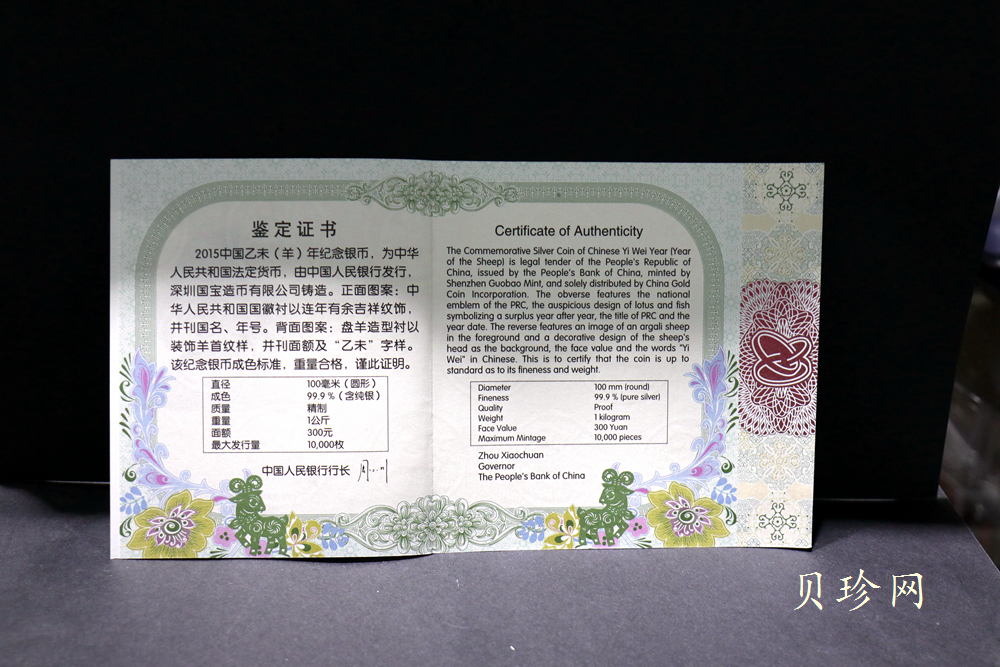 鉴定证书
2015中国乙未（羊）年纪念银币，为中华
人民共和国法定货币，由中国人民银行发行，
深圳国宝造币有限公司铸造。正面图案：中
华人民共和国国徽衬以连年有余吉祥纹饰，
并刊国名、年号。背面图案：盘羊造型衬以
装饰羊首纹样，并刊面额及“乙未”字样。
该纪念银币成色标准，重量合格，谨此证明。
直径 100毫米（圆形）
成色 99.9％（含纯银）
质量 精制
重量 1公斤
面额 300元
最大发行量 10,000枚
中国人民银行行长
Certificate of Authenticity
The Commemorative Silver Coin of Chinese Yi Wei Year (Year
of the Sheep) is legal tender of the People's Republic of
China, issued by the People's Bank of China, minted by
Shenzhen Guobao Mint, and solely distributed by China Gold
Coin Incorporation. The obverse features the national
emblem of the PRC, the auspicious design of lotus and fish
symbolizing a surplus year after year, the title of PRC and the
year date. The reverse features an image of an argali sheep
in the foreground and a decorative design of the sheep's
head as the background, the face value and the words "Yi
Wei" in Chinese. This is to certify that the coin is up to
standard as to its fineness and weight.
Diameter 100 mm (round)
Fineness 99.9 % (pure silver)
Quality Proof
Weight 1 kilogram
Face Value 300 Yuan
Maximum Mintage 10,000 pieces
Zhou Xiaochuan
Governor
The People's Bank of China
贝珍网